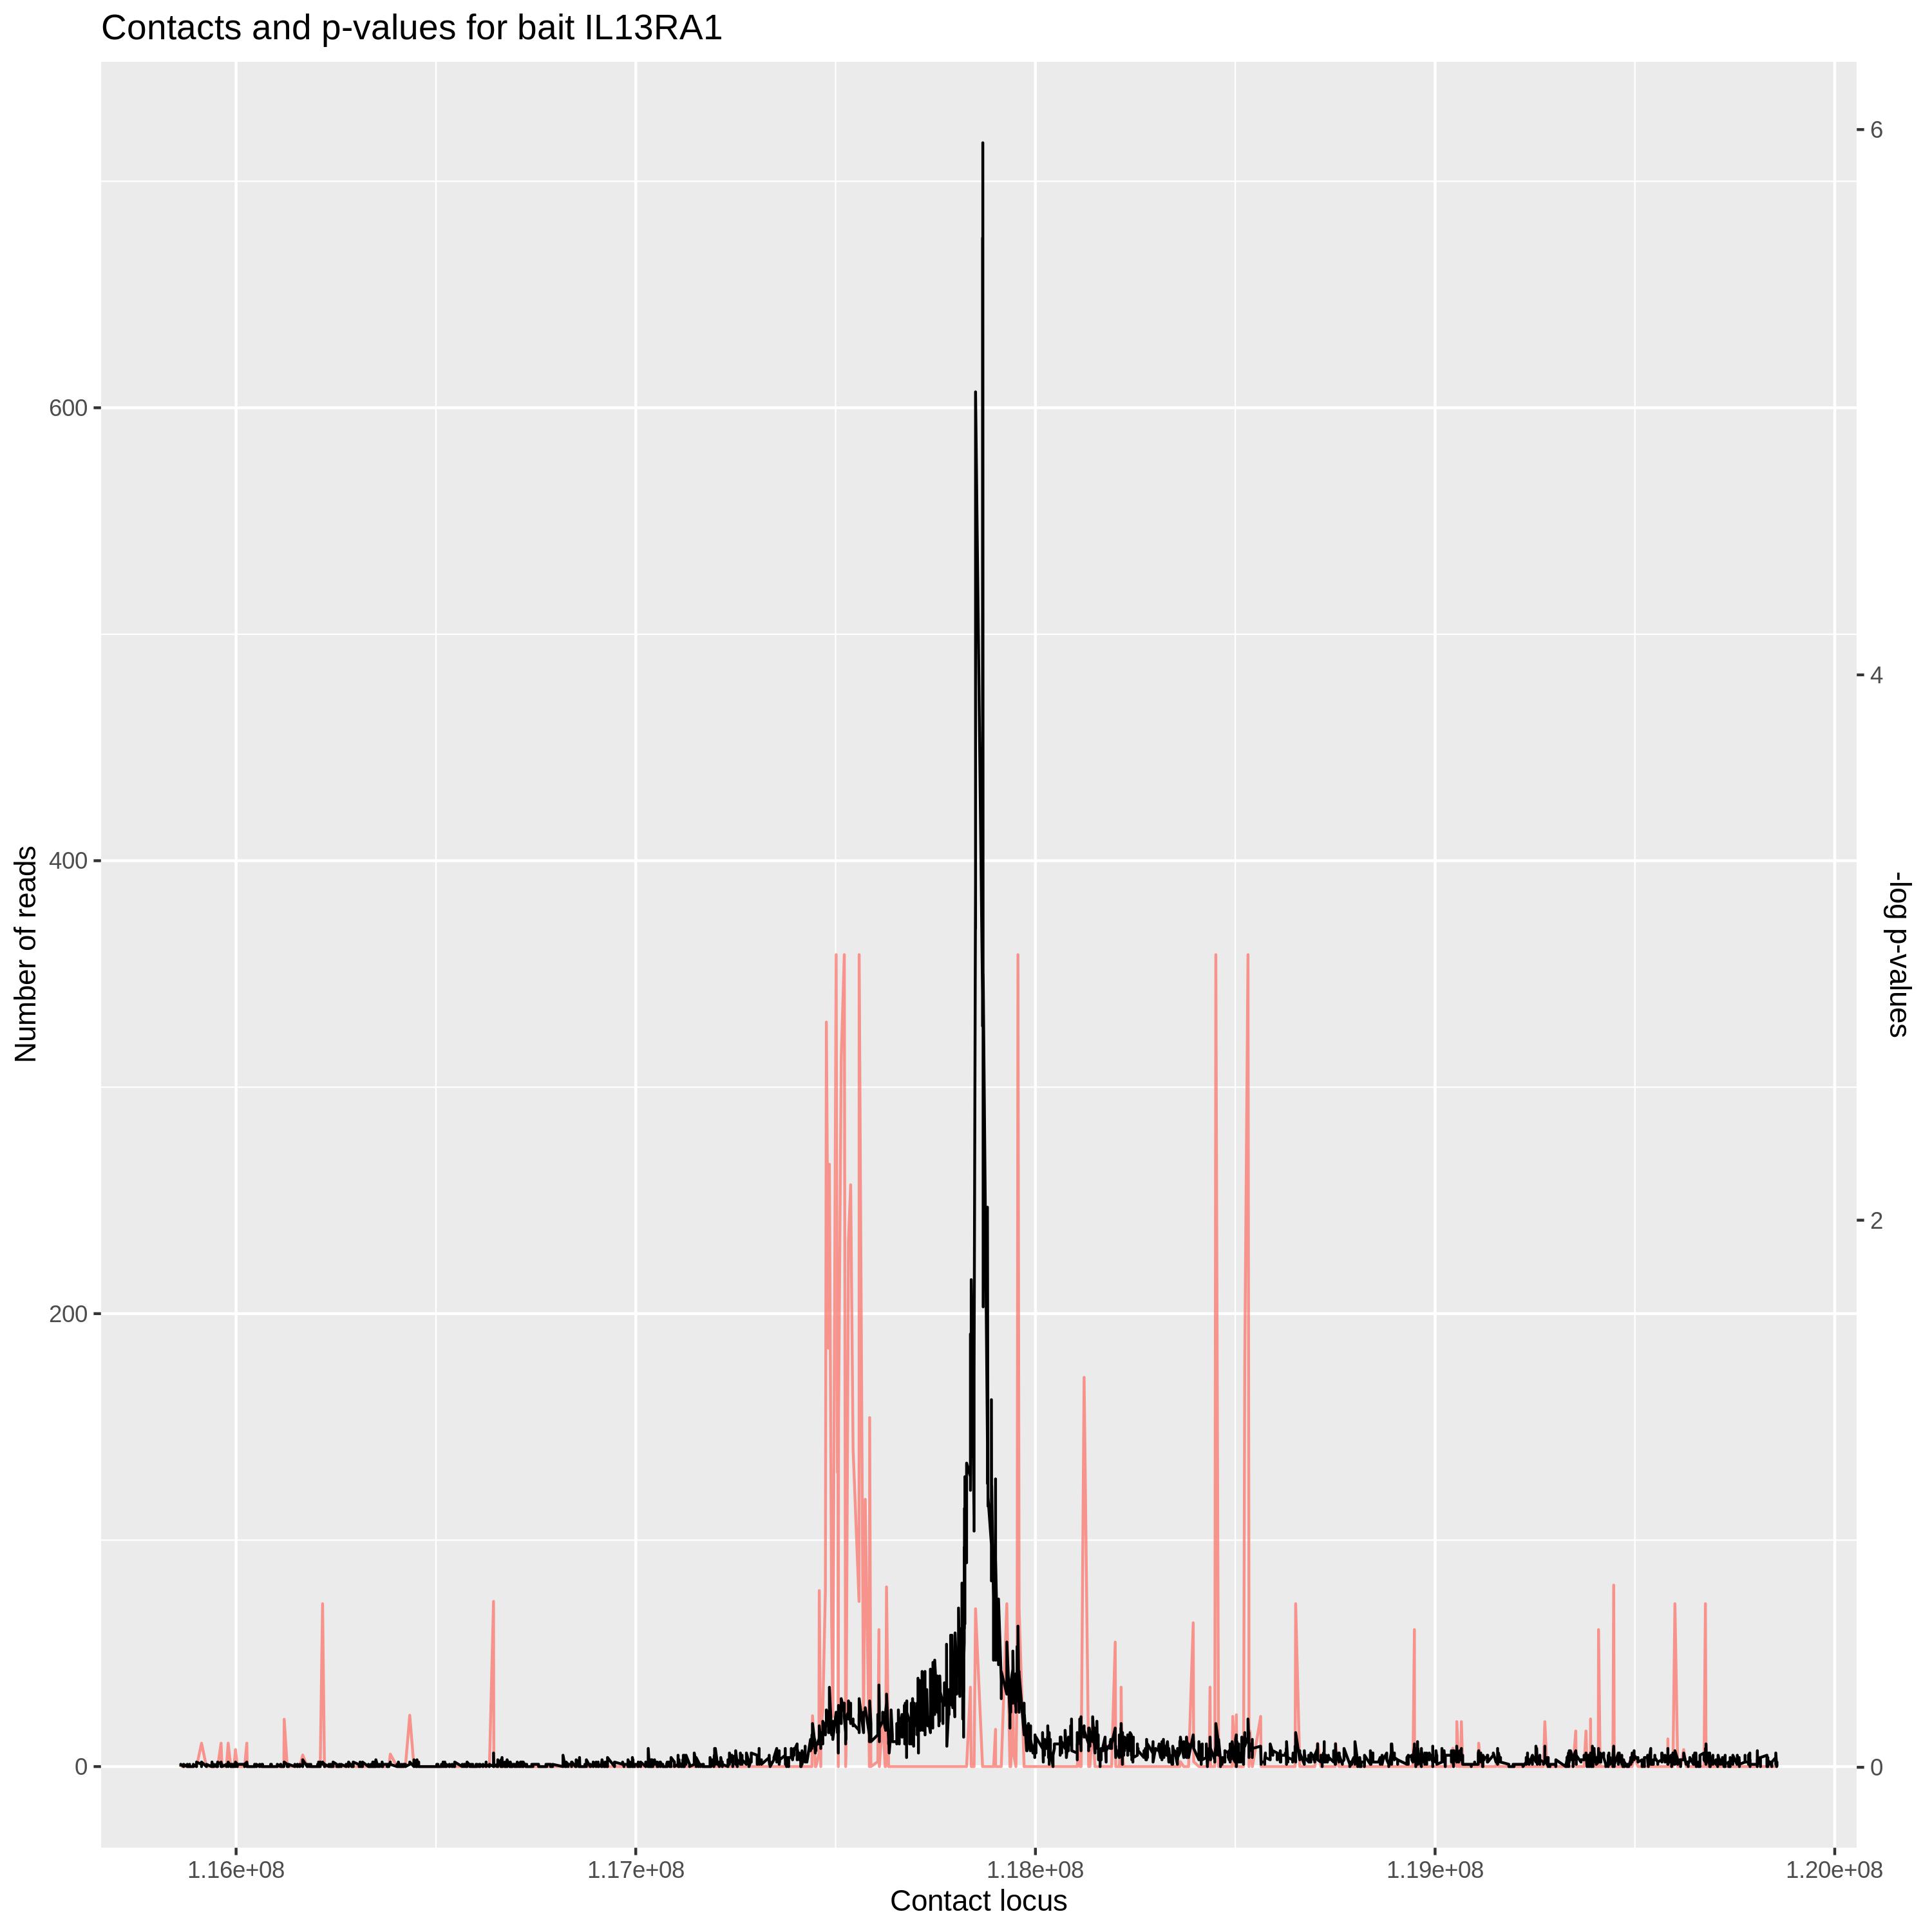 Contacts and p-values for bait IL13RA1
Number of reads
600
400
200
0
6
4
2
0
-log p-values
1.16e+08 1.17e+08 1.18e+08 1.19e+08 1.20e+08
Contact locus